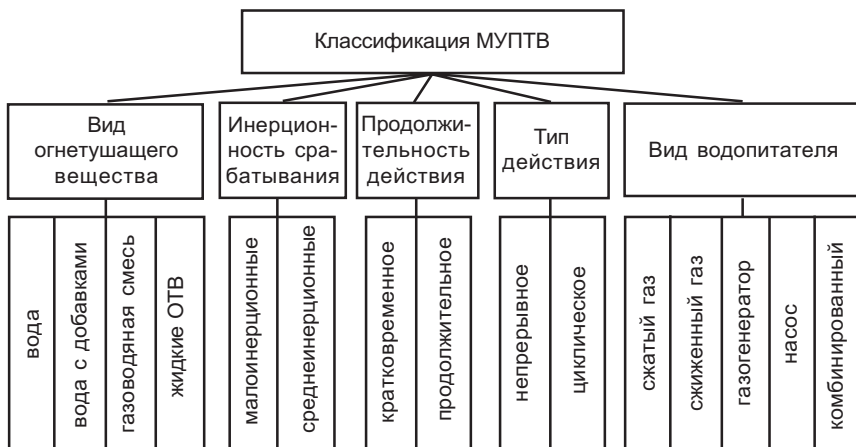 Классификация МУПТВ
Вид
огнетушащего
вещества
Инерцион-
ность сра-
батывания
Продолжи-
тельность
действия
Тип
действия
Вид водопитателя
вода
вода с добавками
газоводяная смесь
жидкие ОТВ
малоинерционные
среднеинерционные
кратковременное
продолжительное
непрерывное
циклическое
сжатый газ
сжиженный газ
газогенератор
насос
комбинированный